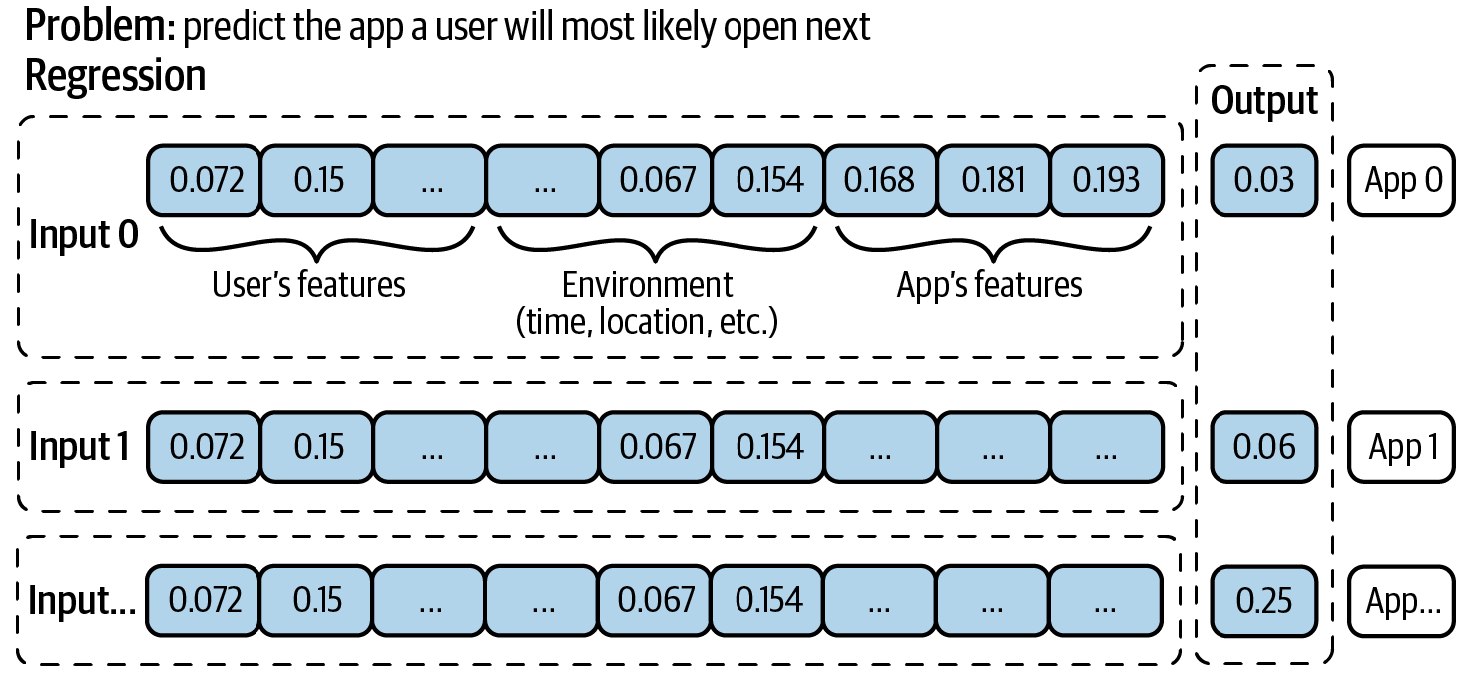 Problem: predict the app a user will most likely open next
Regression
Output
0.072 0.15 ... ... 0.067 0.154 0.168 0.181 0.193 0.03 App 0
Input 0
User's features Environment App's features
(time, location, etc.)
Input 1 0.072 0.15 ... ... 0.067 0.154 ... ... ... 0.06 App 1
Input... 0.072 0.15 ... ... 0.067 0.154 ... ... ... 0.25 App...